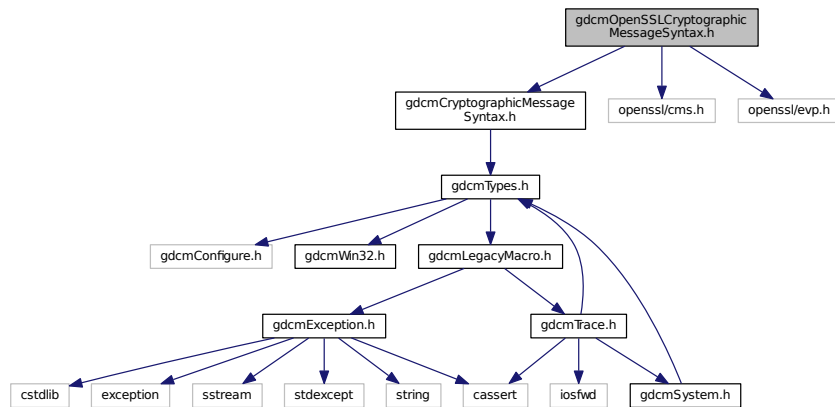 gdcmOpenSSLCryptographic
MessageSyntax.h
gdcmCryptographicMessage
Syntax.h
openssl/cms.h
openssl/evp.h
gdcmTypes.h
gdcmConfigure.h
gdcmWin32.h
gdcmLegacyMacro.h
gdcmException.h
gdcmTrace.h
cstdlib
exception
sstream
stdexcept
string
cassert
iosfwd
gdcmSystem.h